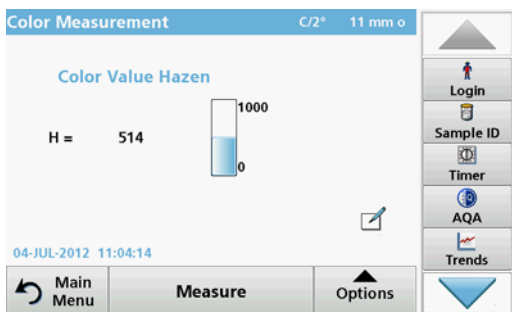 Color Measurement C/2° 11 mm o
Color Value Hazen
1000
H = 514
0
04-JUL-2012 11:04:14
Main Menu
Measure
Options
Login
Sample ID
Timer
AQA
Trends